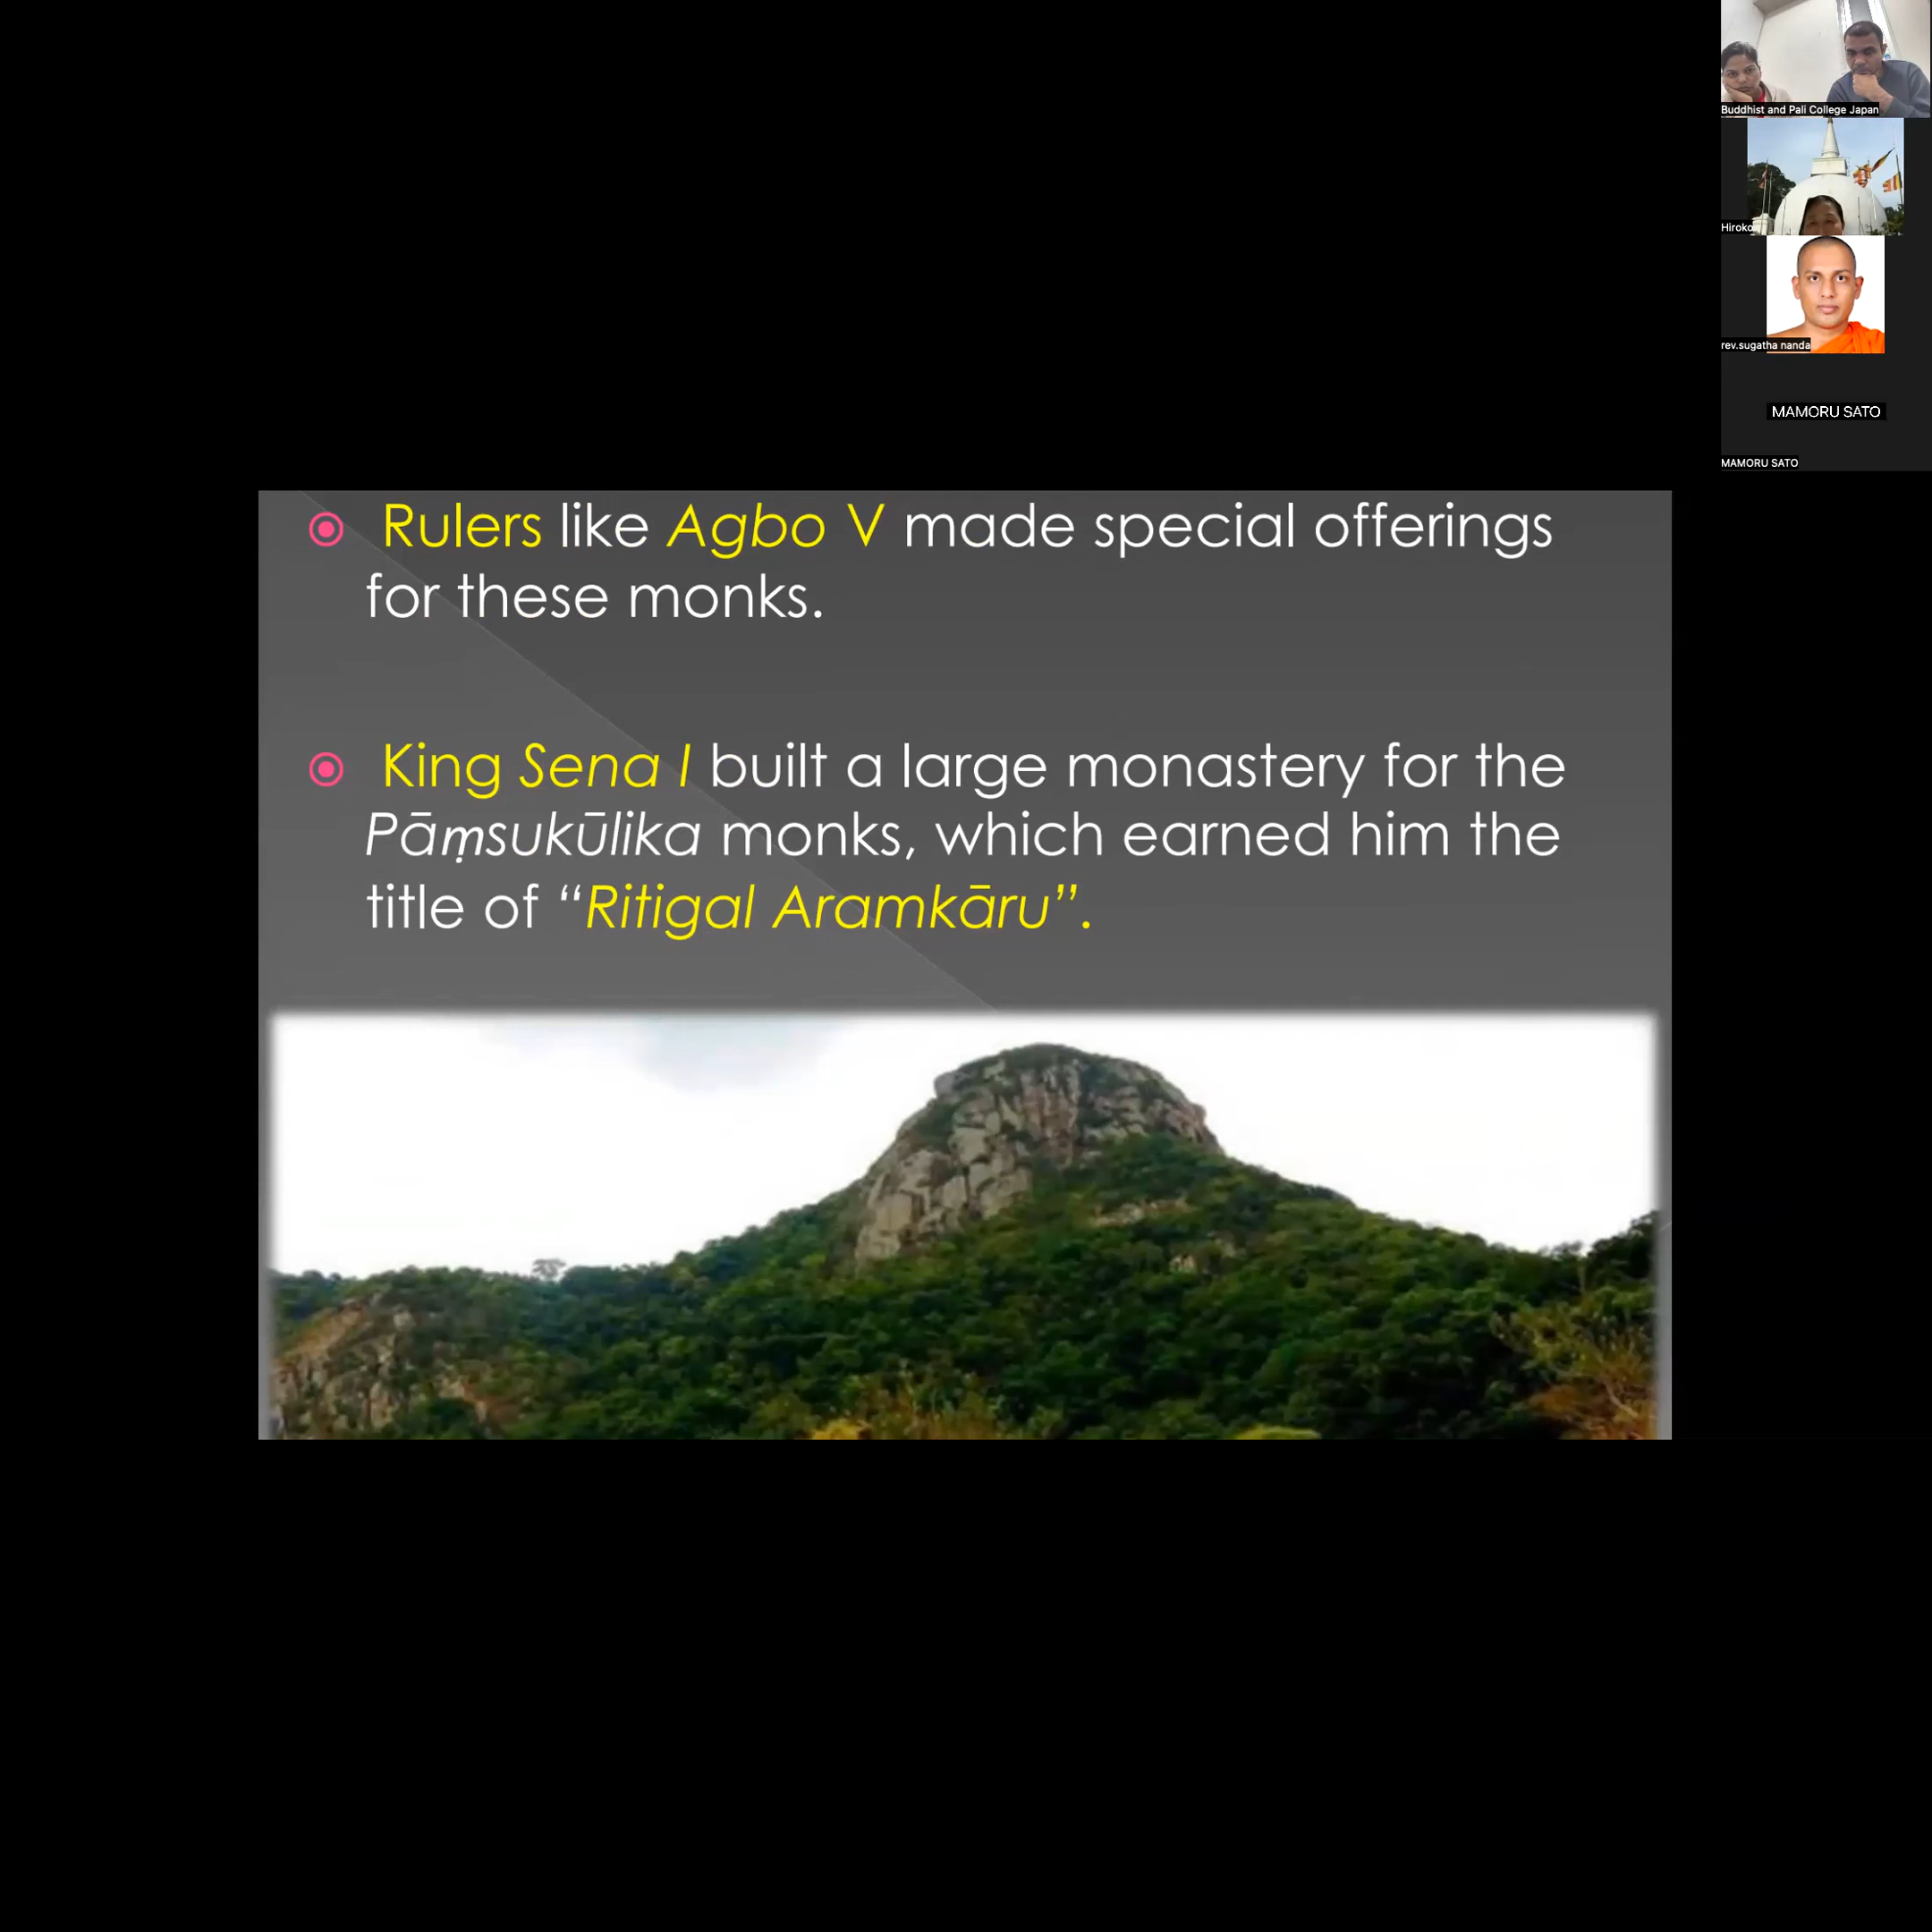 Buddhist and Pali College Japan
Hiroko
rev.sugatha nanda
MAMORU SATO
MAMORU SATO
Rulers like Agbo V made special offerings
for these monks.
King Sena I built a large monastery for the
Pāṃsukūlika monks, which earned him the
title of “Ritigal Aramkāru”.